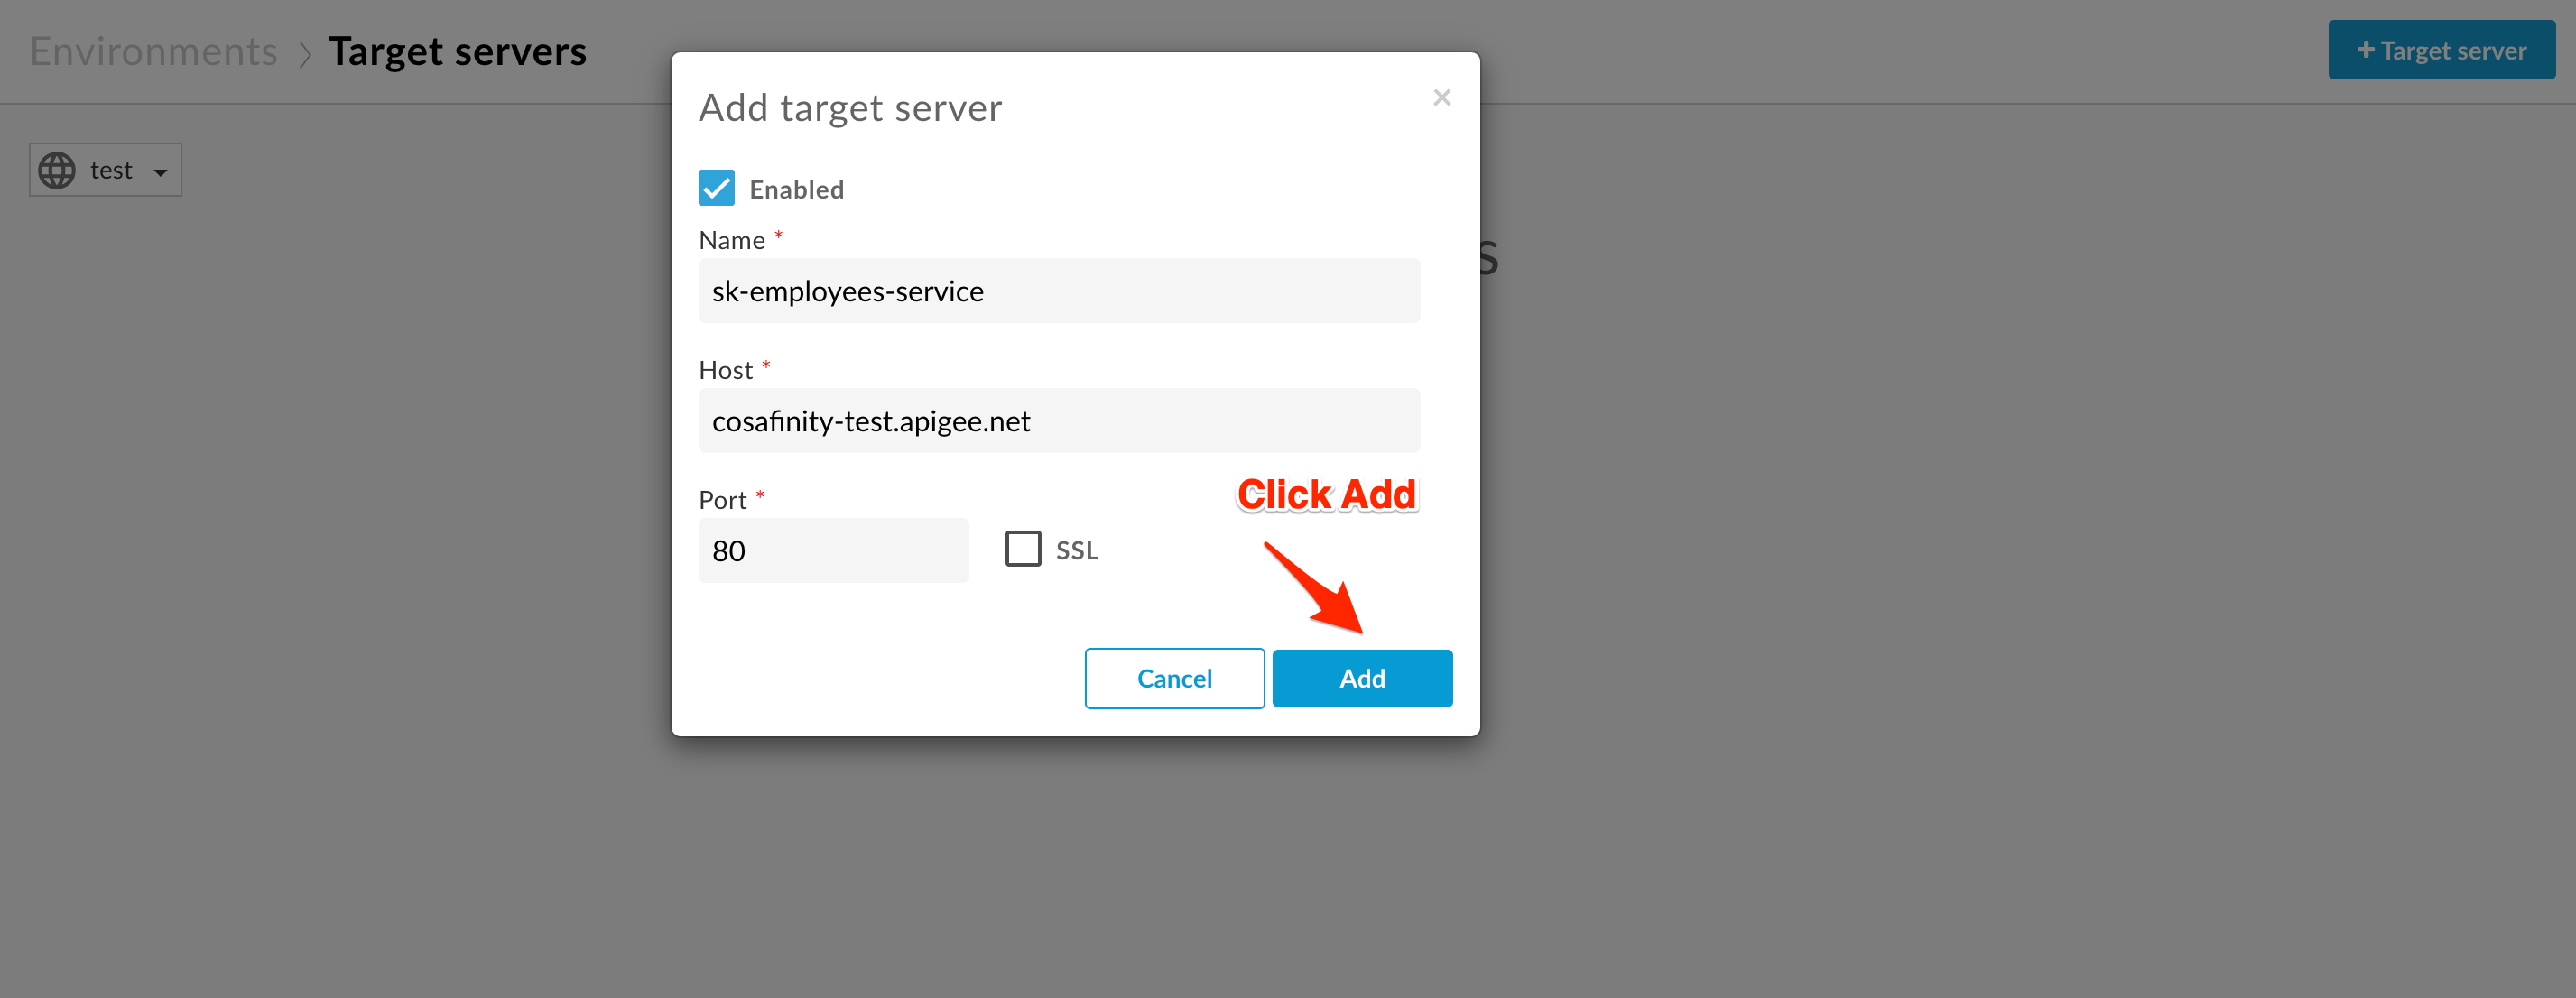 Environments > Target servers
+ Target server
test
Add target server
×
Enabled
Name *
sk-employees-service
Host *
cosafinity-test.apigee.net
Port *
80
SSL
Click Add
Cancel
Add